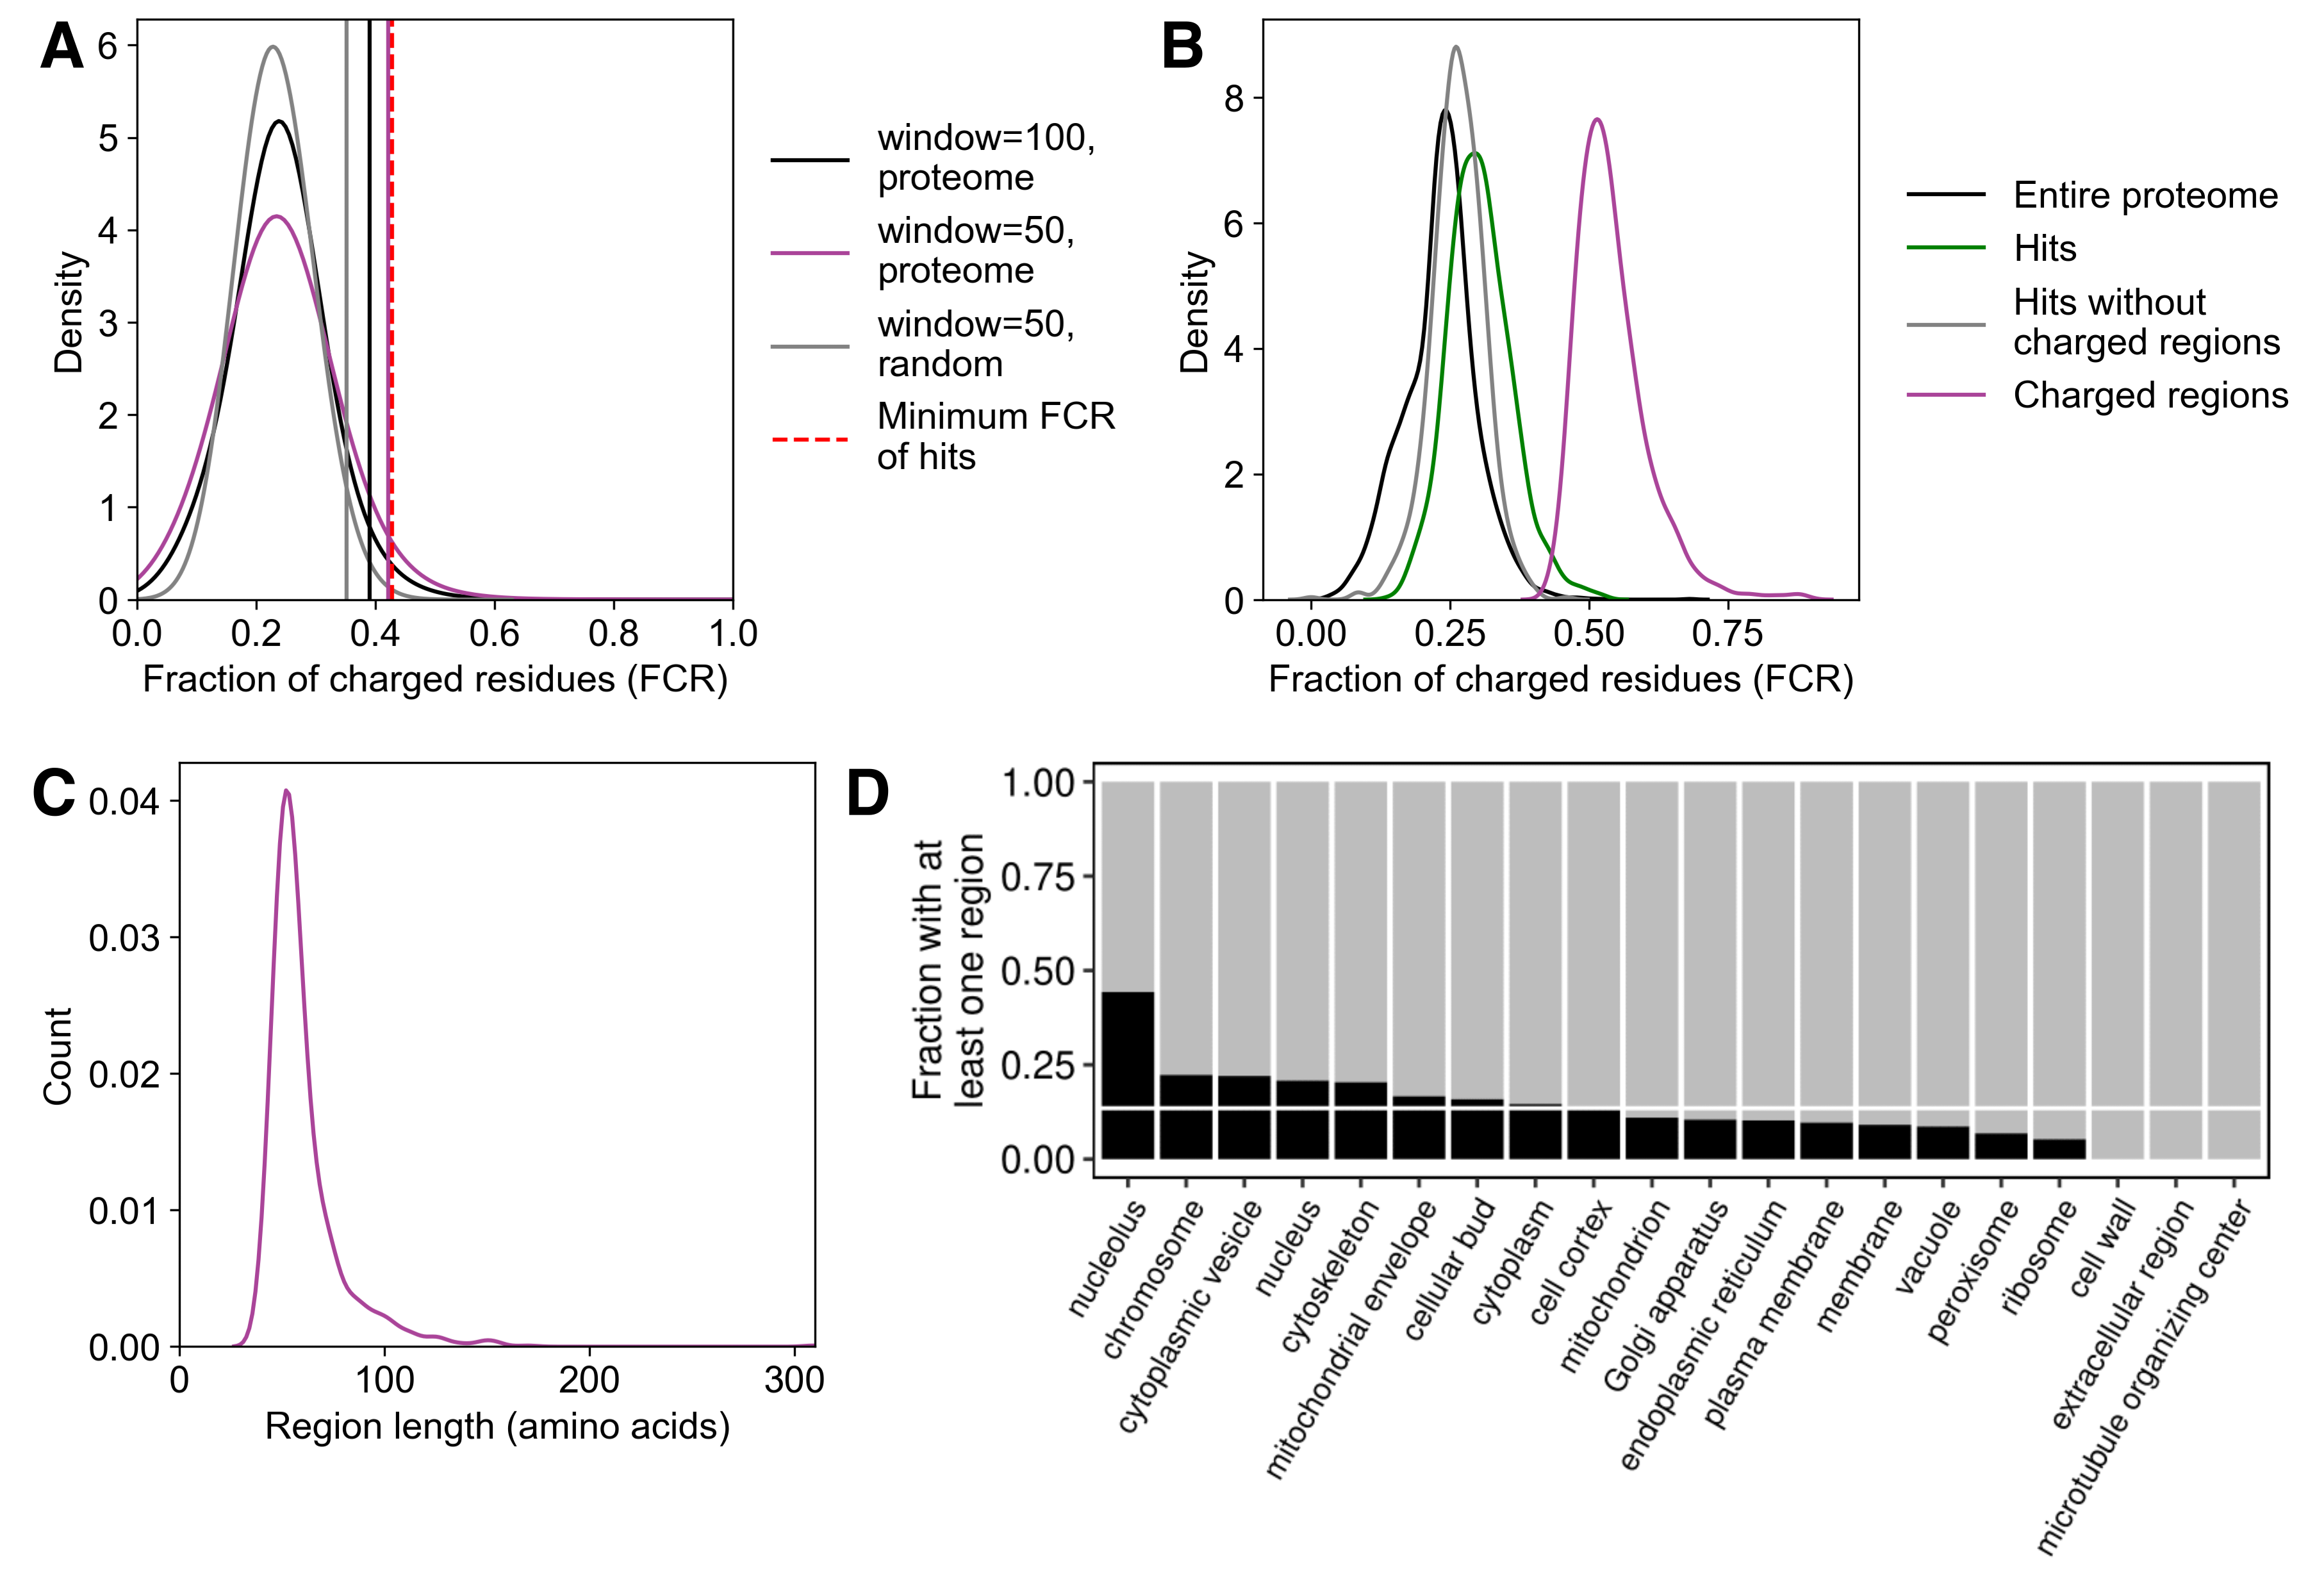 A
6
5
4
3
2
1
0
Density
0.0
0.2
0.4
0.6
0.8
1.0
Fraction of charged residues (FCR)
window=100,
proteome
window=50,
proteome
window=50,
random
Minimum FCR
of hits
B
8
6
4
2
0
Density
0.00
0.25
0.50
0.75
Fraction of charged residues (FCR)
Entire proteome
Hits
Hits without
charged regions
Charged regions
C
0.04
0.03
0.02
0.01
0.00
Count
0
100
200
300
Region length (amino acids)
D
1.00
0.75
0.50
0.25
0.00
Fraction with at
least one region
nucleolus
chromosome
cytoplasmic vesicle
nucleus
cytoskeleton
mitochondrial envelope
cellular bud
cytoplasm
cell cortex
mitochondrion
Golgi apparatus
endoplasmic reticulum
plasma membrane
membrane
vacuole
peroxisome
ribosome
cell wall
extracellular region
microtubule organizing center